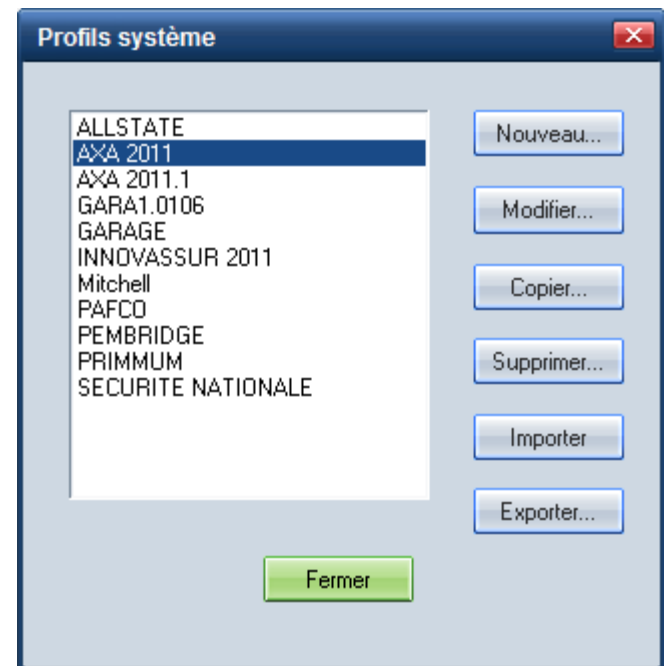 Profils système
ALLSTATE
AXA 2011
AXA 2011.1
GARA1.0106
GARAGE
INNOVASSUR 2011
Mitchell
PAFCO
PEMBRIDGE
PRIMMUM
SECURITE NATIONALE
Nouveau...
Modifier...
Copier...
Supprimer...
Importer
Exporter...
Fermer